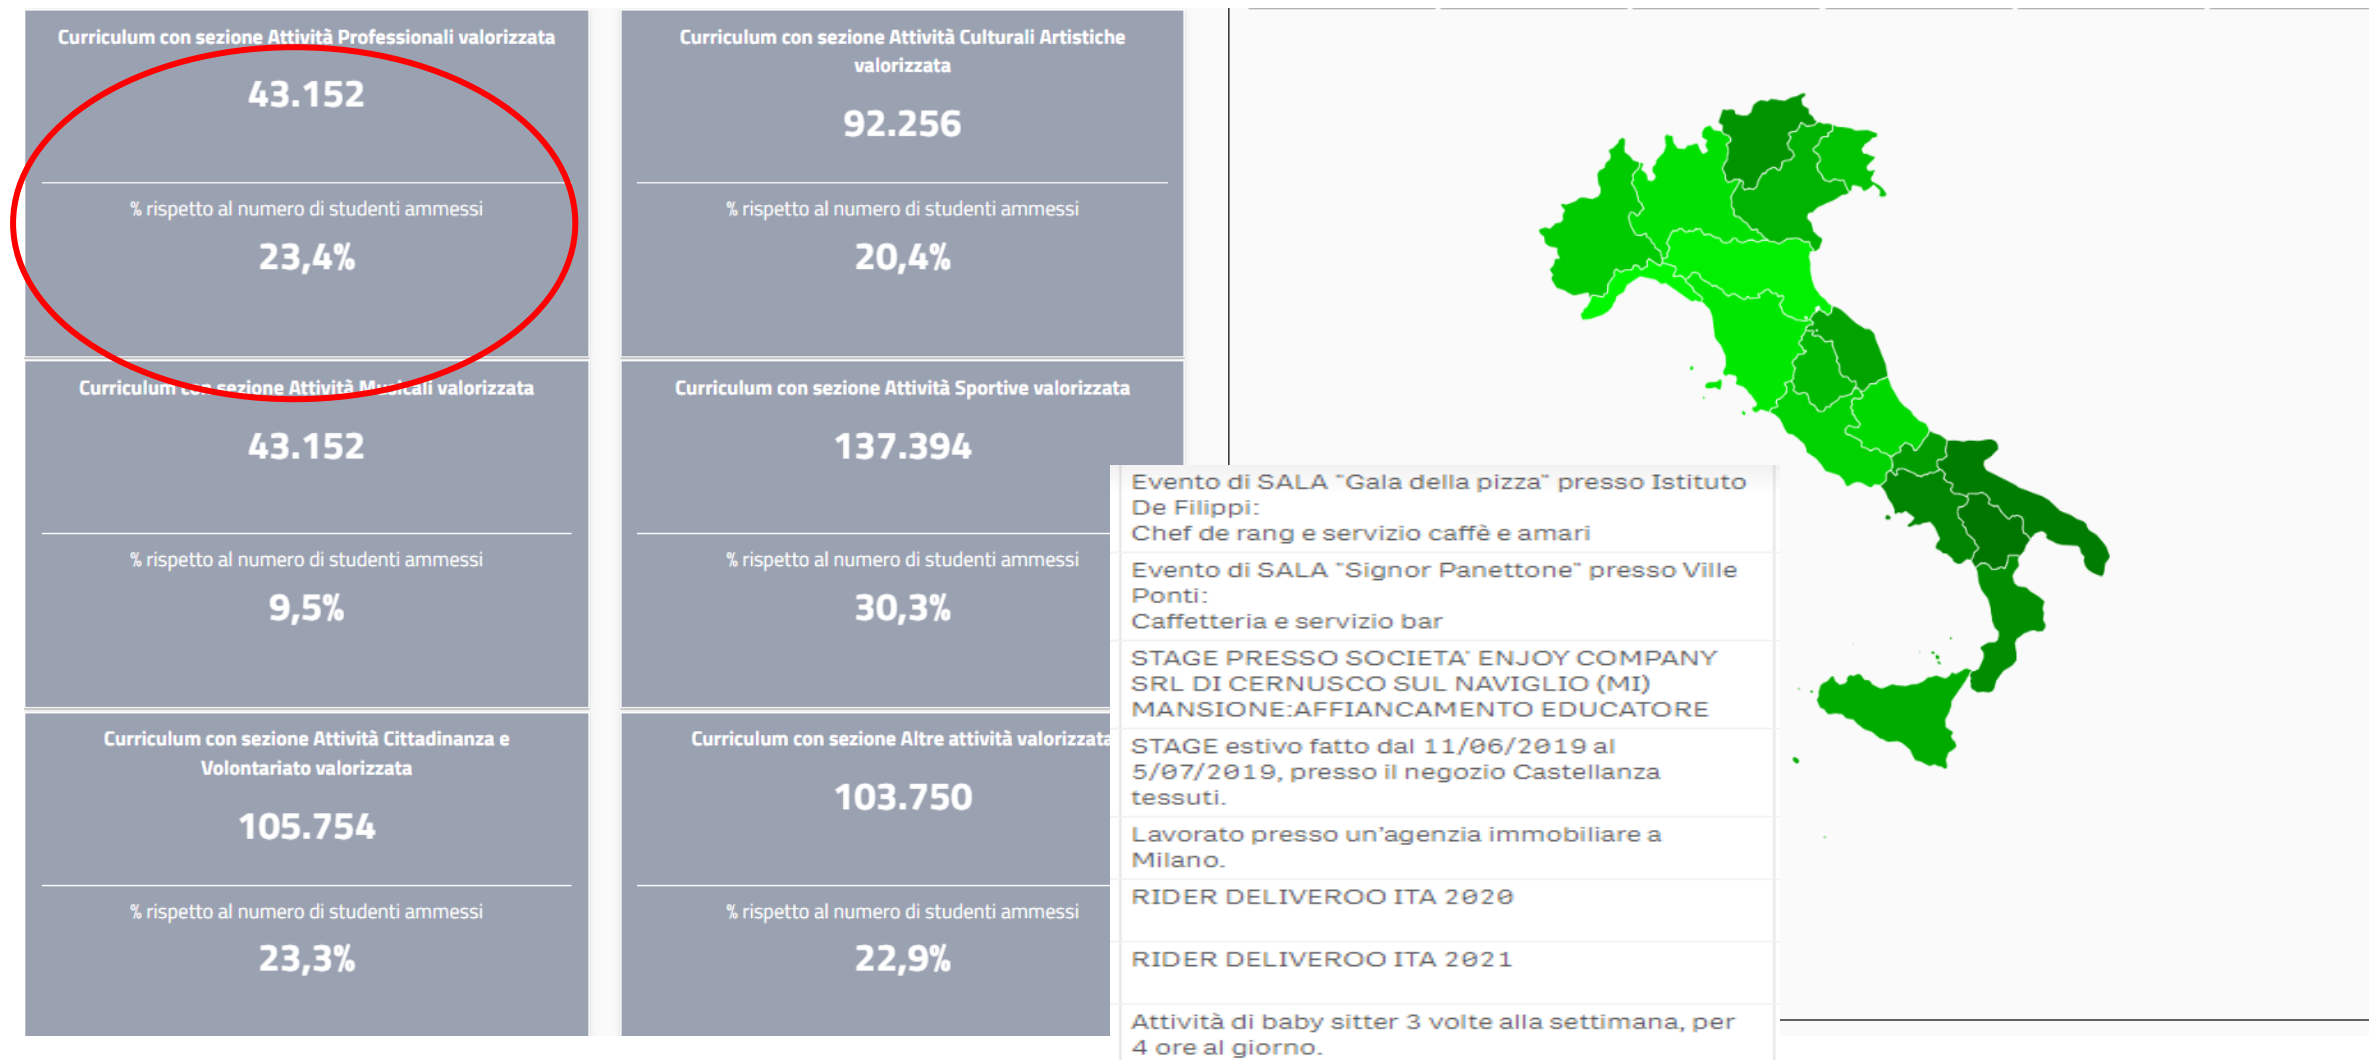 Curriculum con sezione Attività Professionali valorizzata
43.152
% rispetto al numero di studenti ammessi
23,4%
Curriculum con sezione Attività Culturali Artistiche
valorizzata
92.256
% rispetto al numero di studenti ammessi
20,4%
Curriculum con sezione Attività Musicali valorizzata
43.152
% rispetto al numero di studenti ammessi
9,5%
Curriculum con sezione Attività Sportive valorizzata
137.394
% rispetto al numero di studenti ammessi
30,3%
Curriculum con sezione Attività Cittadinanza e
Volontariato valorizzata
105.754
% rispetto al numero di studenti ammessi
23,3%
Curriculum con sezione Altre attività valorizzata
103.750
% rispetto al numero di studenti ammessi
22,9%
Evento di SALA "Gala della pizza" presso Istituto
De Filippi:
Chef de rang e servizio caffè e amari
Evento di SALA "Signor Panettone" presso Ville
Ponti:
Caffetteria e servizio bar
STAGE PRESSO SOCIETA' ENJOY COMPANY
SRL DI CERNUSCO SUL NAVIGLIO (MI)
MANSIONE:AFFIANCAMENTO EDUCATORE
STAGE estivo fatto dal 11/06/2019 al
5/07/2019, presso il negozio Castellanza
tessuti.
Lavorato presso un'agenzia immobiliare a
Milano.
RIDER DELIVEROO ITA 2020
RIDER DELIVEROO ITA 2021
Attività di baby sitter 3 volte alla settimana, per
4 ore al giorno.